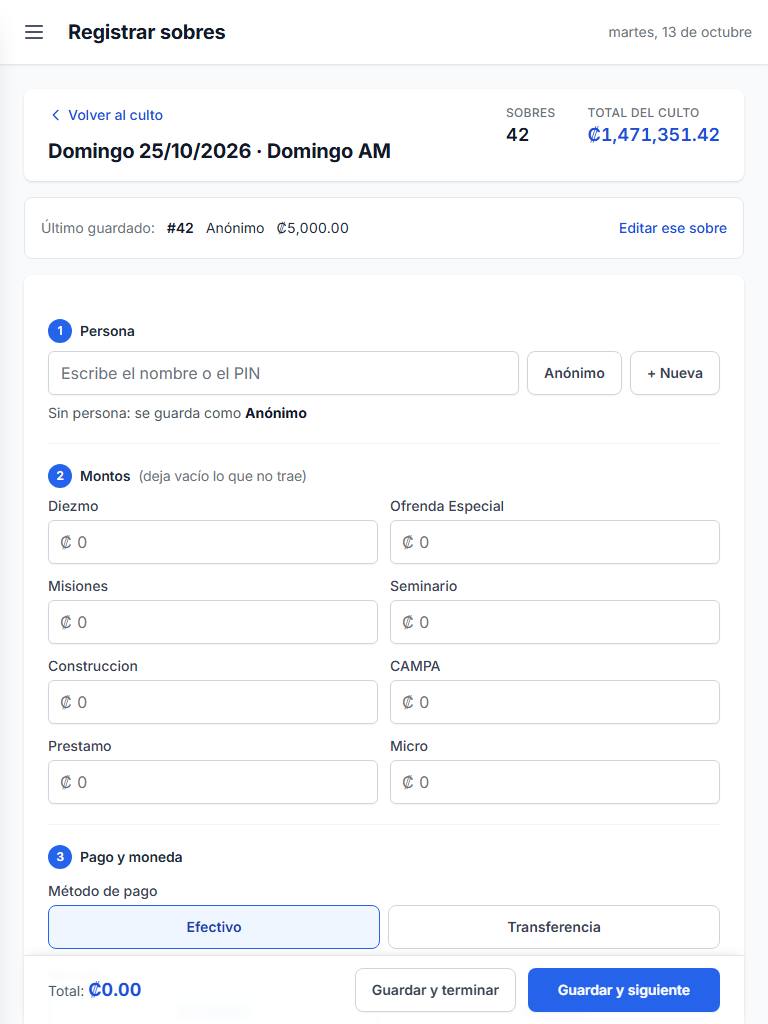 Registrar sobres
martes, 13 de octubre
Volver al culto
Domingo 25/10/2026 · Domingo AM
SOBRES
42
TOTAL DEL CULTO
₡1,471,351.42
Último guardado: #42 Anónimo ₡5,000.00
Editar ese sobre
1 Persona
Escribe el nombre o el PIN
Anónimo
+ Nueva
Sin persona: se guarda como Anónimo
2 Montos (deja vacío lo que no trae)
Diezmo
₡ 0
Ofrenda Especial
₡ 0
Misiones
₡ 0
Seminario
₡ 0
Construccion
₡ 0
CAMPA
₡ 0
Prestamo
₡ 0
Micro
₡ 0
3 Pago y moneda
Método de pago
Efectivo
Transferencia
Total: ₡0.00
Guardar y terminar
Guardar y siguiente